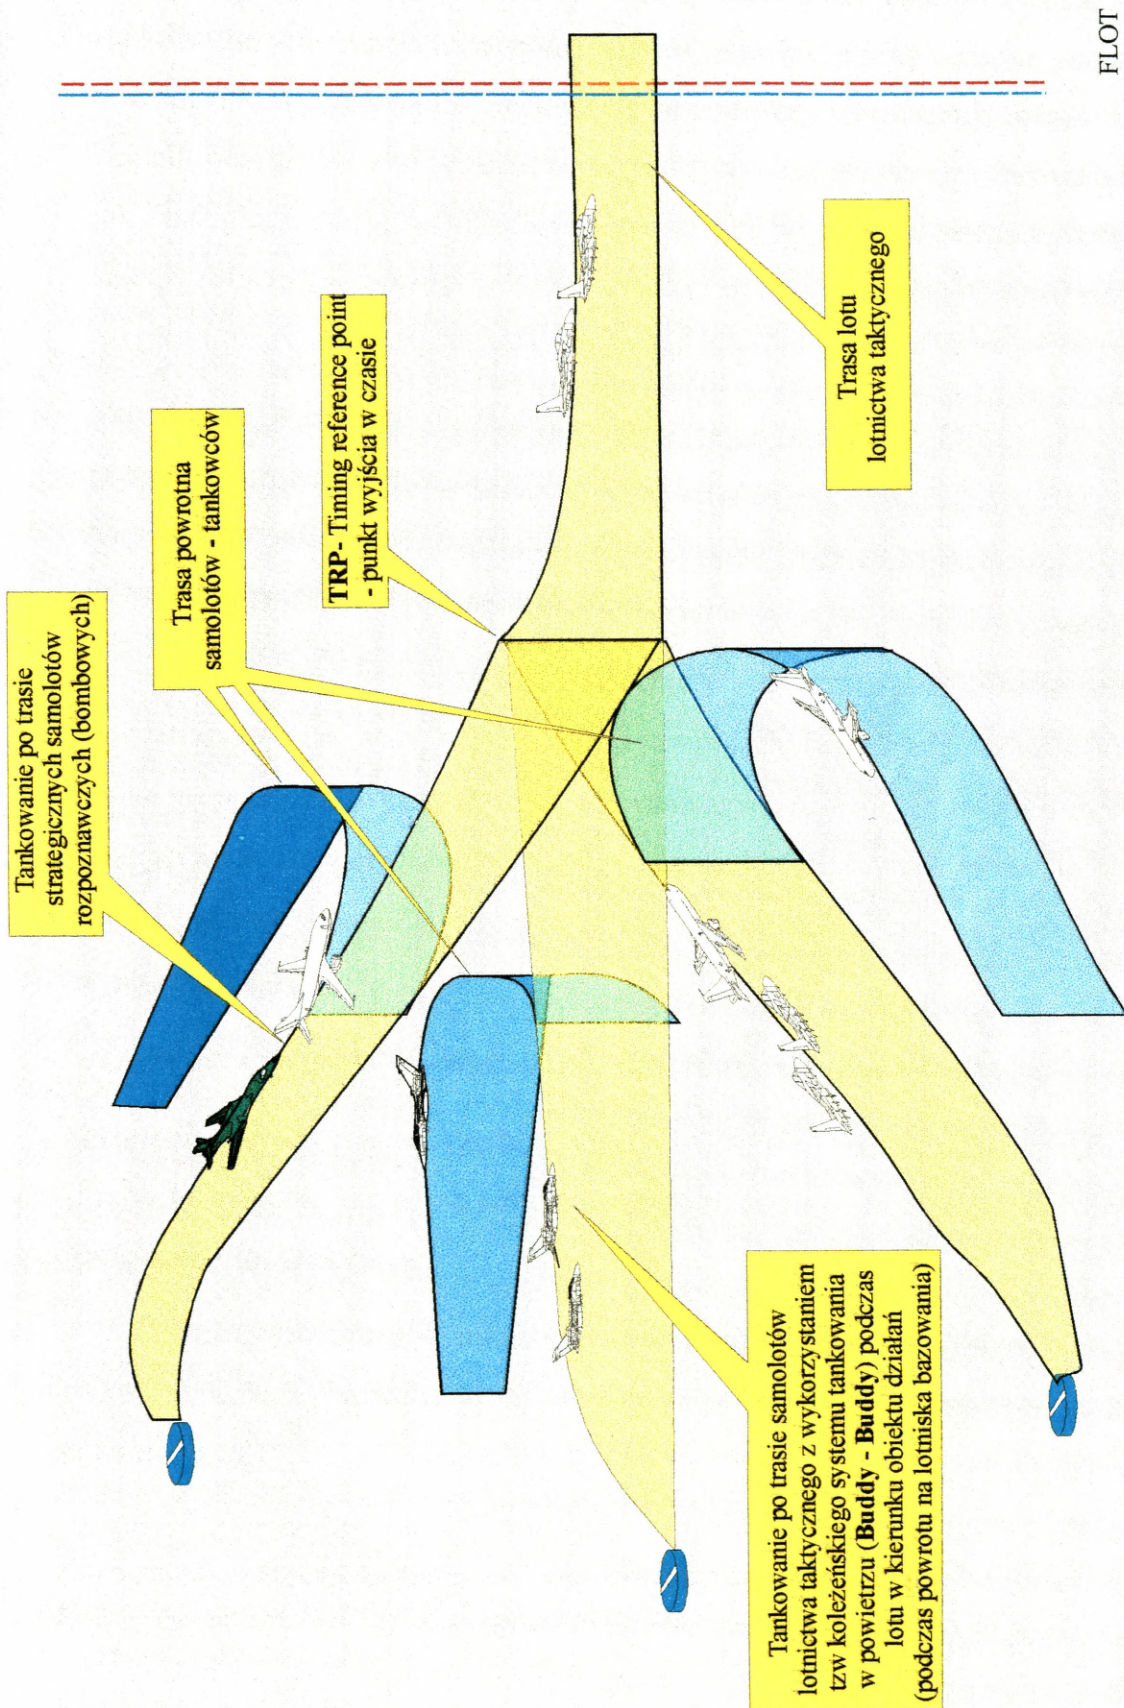 Tankowanie po trasie
strategicznych samolotów
rozpoznawczych (bombowych)
Trasa powrotna
samolotów - tankowców
TRP- Timing reference point
- punkt wyjścia w czasie
Trasa lotu
lotnictwa taktycznego
Tankowanie po trasie samolotów
lotnictwa taktycznego z wykorzystaniem
tzw koleżeńskiego systemu tankowania
w powietrzu (Buddy - Buddy) podczas
lotu w kierunku obiektu działań
(podczas powrotu na lotniska bazowania)
FLOT